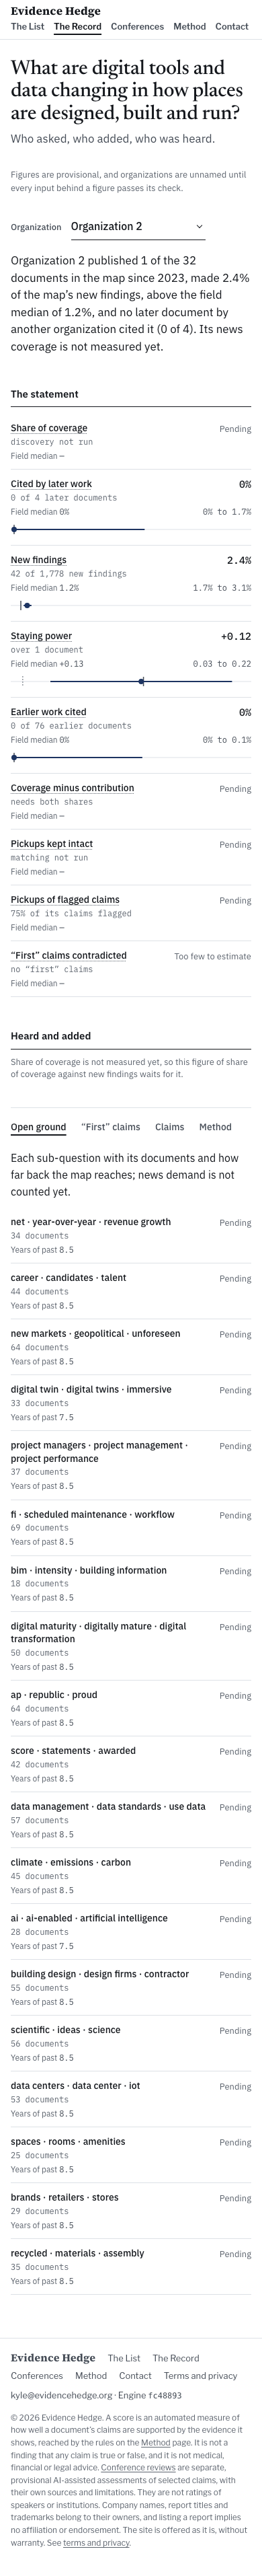 Evidence Hedge
The List The Record Conferences Method Contact
What are digital tools and
data changing in how places
are designed, built and run?
Who asked, who added, who was heard.
Figures are provisional, and organizations are unnamed until
every input behind a figure passes its check.
Organization Organization 2
Organization 2 published 1 of the 32
documents in the map since 2023, made 2.4%
of the map's new findings, above the field
median of 1.2%, and no later document by
another organization cited it (0 of 4). Its news
coverage is not measured yet.
The statement
Share of coverage Pending
discovery not run
Field median –
Cited by later work 0%
0 of 4 later documents
Field median 0% 0% to 1.7%
New findings 2.4%
42 of 1,778 new findings
Field median 1.2% 1.7% to 3.1%
Staying power +0.12
over 1 document
Field median +0.13 0.03 to 0.22
Earlier work cited 0%
0 of 76 earlier documents
Field median 0% 0% to 0.1%
Coverage minus contribution Pending
needs both shares
Field median –
Pickups kept intact Pending
matching not run
Field median –
Pickups of flagged claims Pending
75% of its claims flagged
Field median –
“First” claims contradicted Too few to estimate
no “first” claims
Field median –
Heard and added
Share of coverage is not measured yet, so this figure of share
of coverage against new findings waits for it.
Open ground “First” claims Claims Method
Each sub-question with its documents and how
far back the map reaches; news demand is not
counted yet.
net · year-over-year · revenue growth Pending
34 documents
Years of past 8.5
career · candidates · talent Pending
44 documents
Years of past 8.5
new markets · geopolitical · unforeseen Pending
64 documents
Years of past 8.5
digital twin · digital twins · immersive Pending
33 documents
Years of past 7.5
project managers · project management · Pending
project performance
37 documents
Years of past 8.5
fi · scheduled maintenance · workflow Pending
69 documents
Years of past 8.5
bim · intensity · building information Pending
18 documents
Years of past 8.5
digital maturity · digitally mature · digital Pending
transformation
50 documents
Years of past 8.5
ap · republic · proud Pending
64 documents
Years of past 8.5
score · statements · awarded Pending
42 documents
Years of past 8.5
data management · data standards · use data Pending
57 documents
Years of past 8.5
climate · emissions · carbon Pending
45 documents
Years of past 8.5
ai · ai-enabled · artificial intelligence Pending
28 documents
Years of past 7.5
building design · design firms · contractor Pending
55 documents
Years of past 8.5
scientific · ideas · science Pending
56 documents
Years of past 8.5
data centers · data center · iot Pending
53 documents
Years of past 8.5
spaces · rooms · amenities Pending
25 documents
Years of past 8.5
brands · retailers · stores Pending
29 documents
Years of past 8.5
recycled · materials · assembly Pending
35 documents
Years of past 8.5
Evidence Hedge The List The Record
Conferences Method Contact Terms and privacy
kyle@evidencehedge.org · Engine fc48893
© 2026 Evidence Hedge. A score is an automated measure of
how well a document's claims are supported by the evidence it
shows, reached by the rules on the Method page. It is not a
finding that any claim is true or false, and it is not medical,
financial or legal advice. Conference reviews are separate,
provisional AI-assisted assessments of selected claims, with
their own sources and limitations. They are not ratings of
speakers or institutions. Company names, report titles and
trademarks belong to their owners, and listing a report implies
no affiliation or endorsement. The site is offered as it is, without
warranty. See terms and privacy.